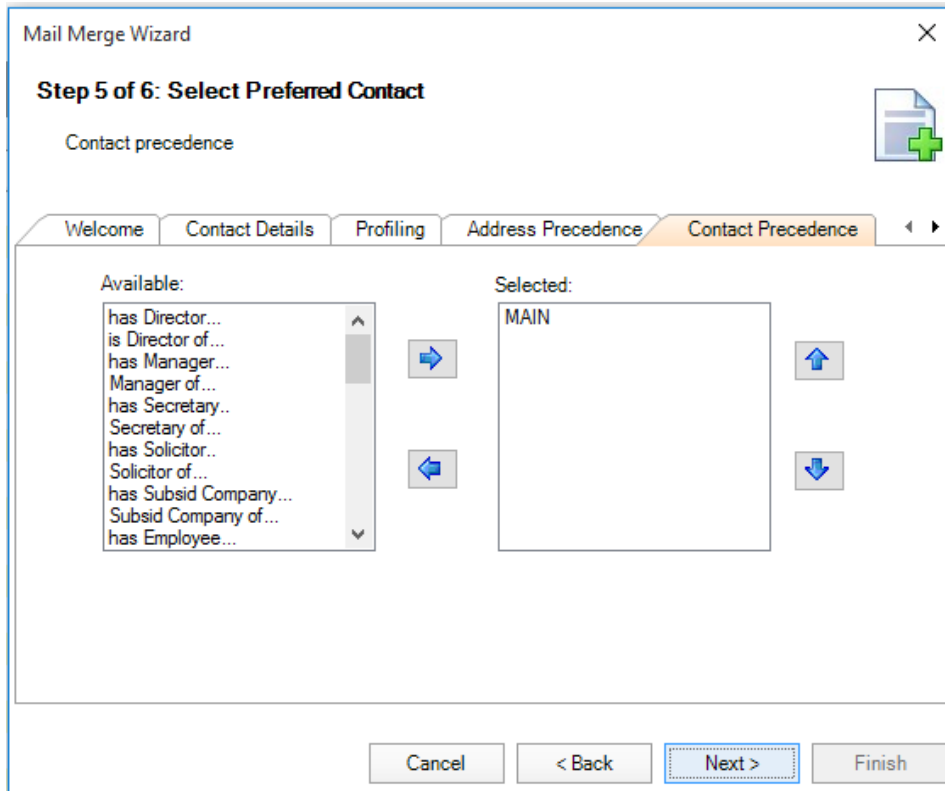 Mail Merge Wizard
Step 5 of 6: Select Preferred Contact
Contact precedence
Welcome
Contact Details
Profiling
Address Precedence
Contact Precedence
Available:
has Director...
is Director of...
has Manager...
Manager of...
has Secretary..
Secretary of...
has Solicitor..
Solicitor of...
has Subsid Company...
Subsid Company of...
has Employee...
Selected:
MAIN
Cancel
< Back
Next >
Finish